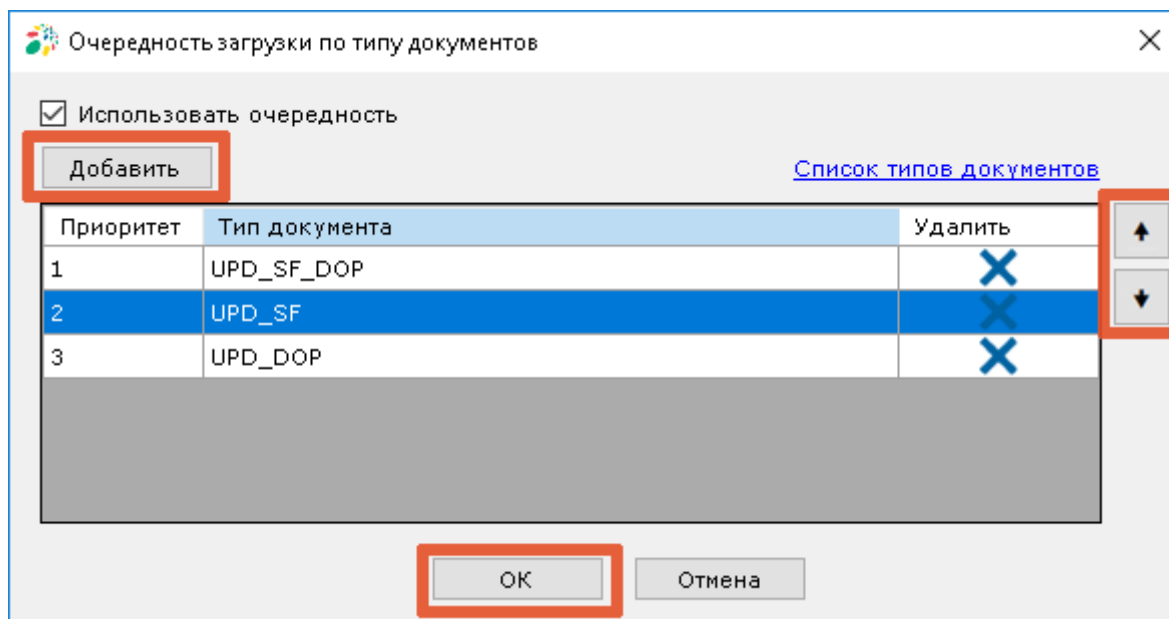 Очередность загрузки по типу документов
Использовать очередность
Добавить Список типов документов
Приоритет Тип документа Удалить
1 UPD_SF_DOP
2 UPD_SF
3 UPD_DOP
ОК Отмена